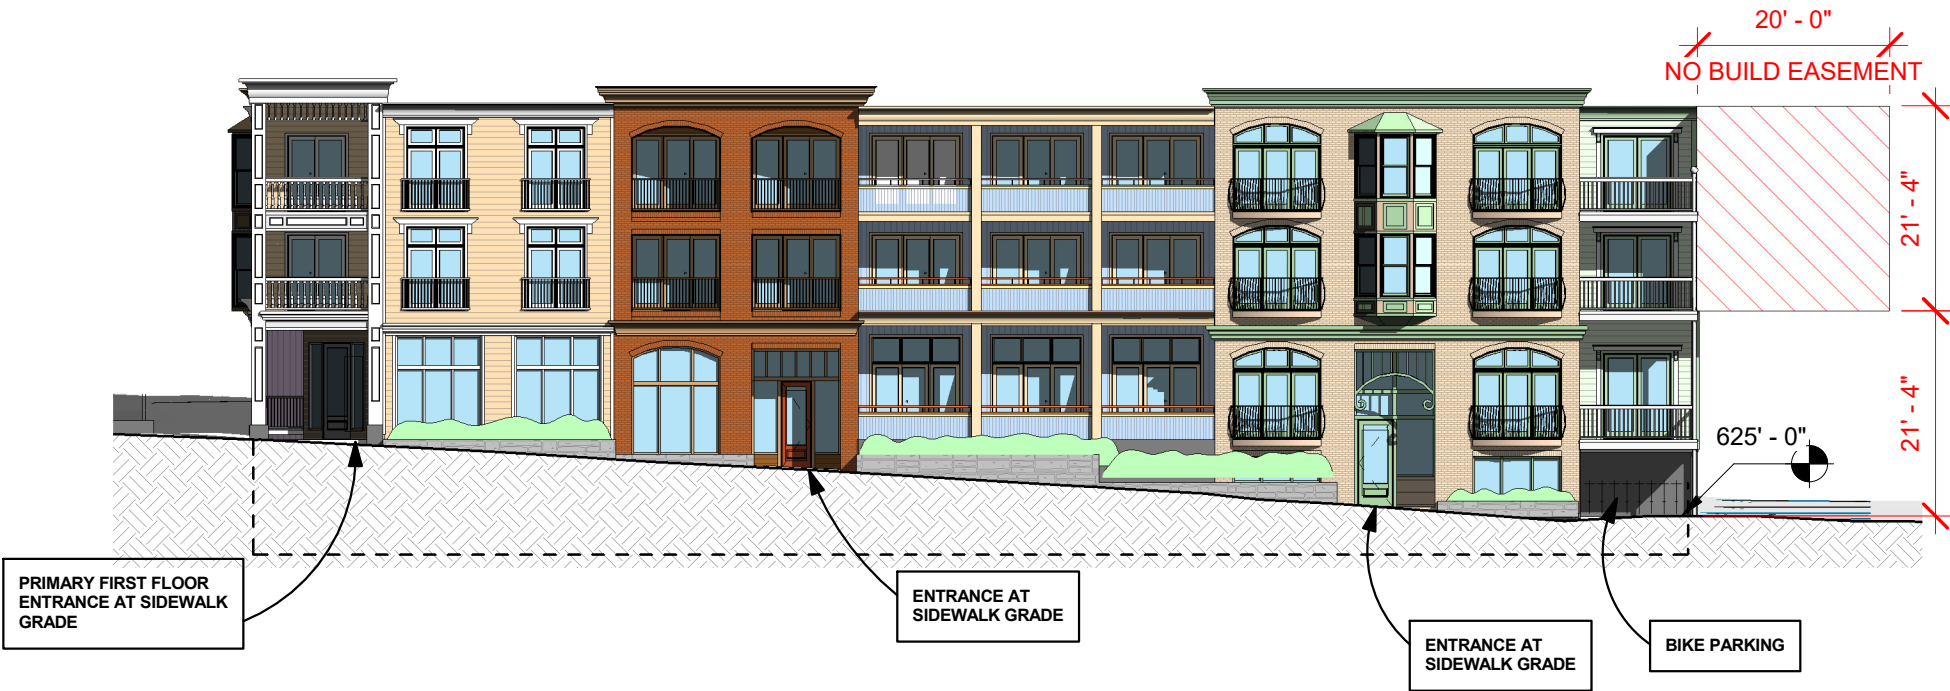 20' - 0"
NO BUILD EASEMENT
21' - 4"
21' - 4"
625' - 0"
PRIMARY FIRST FLOOR
ENTRANCE AT SIDEWALK
GRADE
ENTRANCE AT
SIDEWALK GRADE
ENTRANCE AT
SIDEWALK GRADE
BIKE PARKING